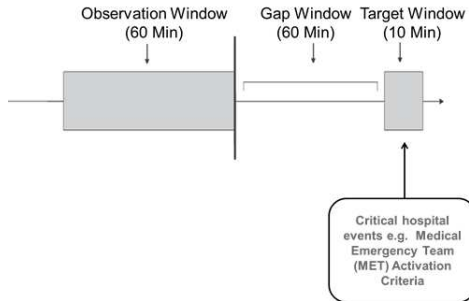 Observation Window
(60 Min)
Gap Window
(60 Min)
Target Window
(10 Min)
Critical hospital
events e.g. Medical
Emergency Team
(MET) Activation
Criteria